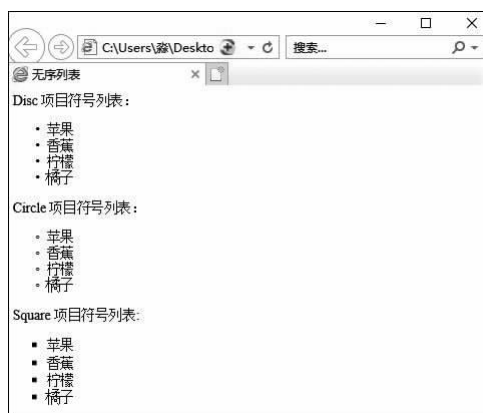 C:\Users\淼\Deskto
搜索...
无序列表
Disc 项目符号列表：
• 苹果
• 香蕉
• 柠檬
• 橘子
Circle 项目符号列表：
◦ 苹果
◦ 香蕉
◦ 柠檬
◦ 橘子
Square 项目符号列表:
▪ 苹果
▪ 香蕉
▪ 柠檬
▪ 橘子